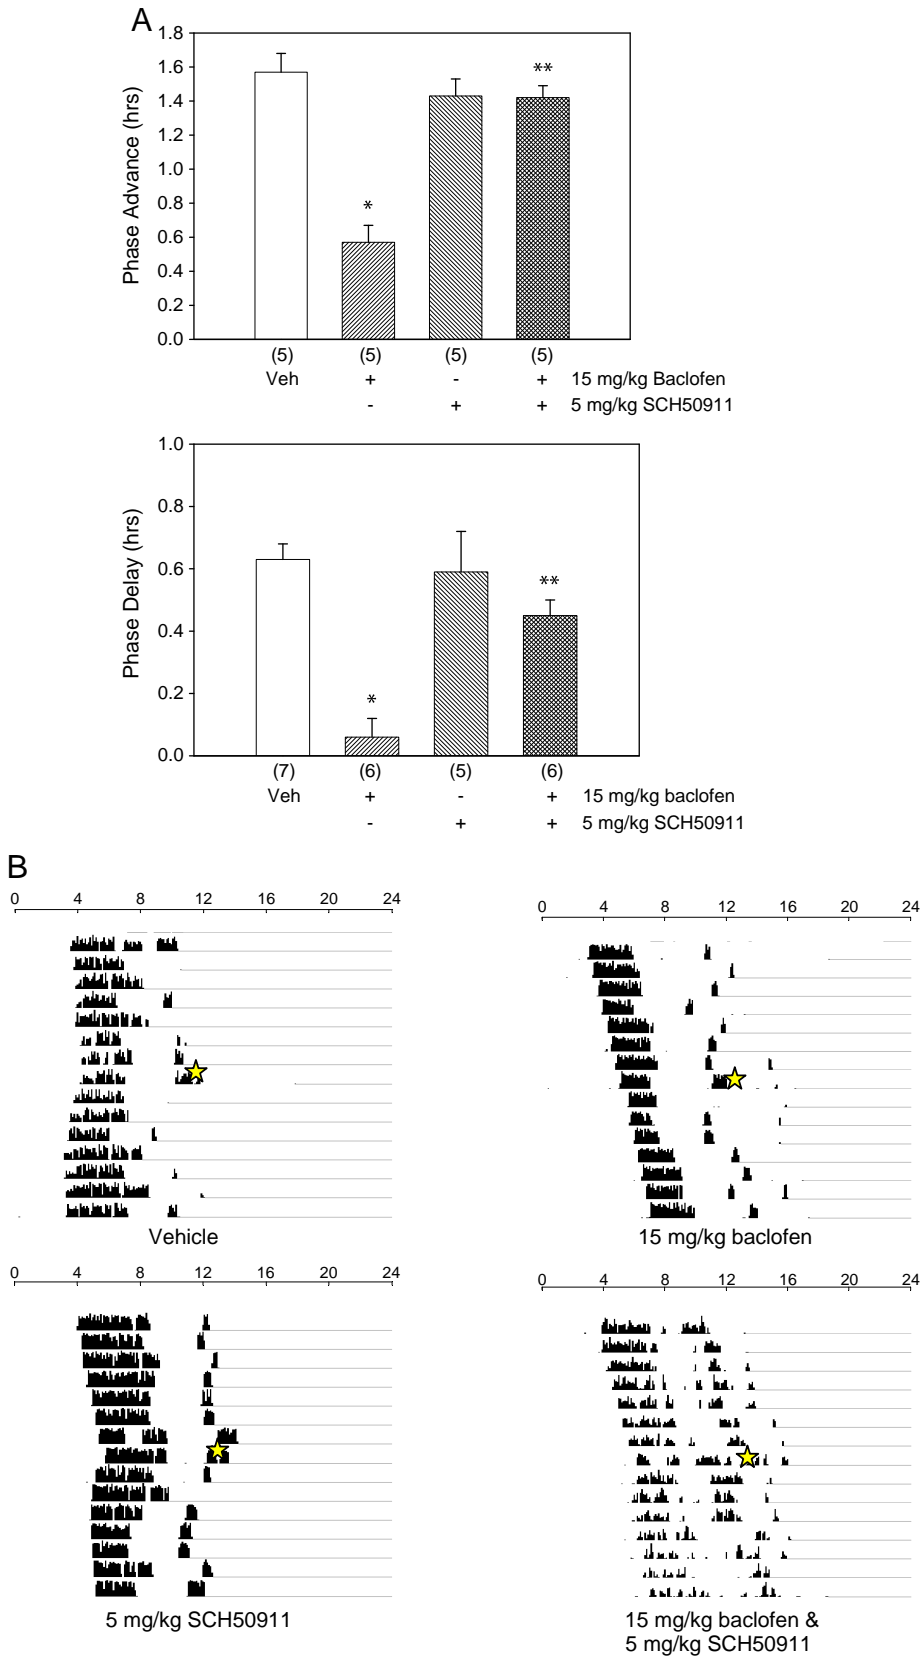 A
1.8
1.6
1.4
1.2
1.0
0.8
0.6
0.4
0.2
0.0
Phase Advance (hrs)
*
**
(5) (5) (5) (5)
Veh + - + 15 mg/kg Baclofen
- + + 5 mg/kg SCH50911
1.0
0.8
0.6
0.4
0.2
0.0
Phase Delay (hrs)
*
**
(7) (6) (5) (6)
Veh + - + 15 mg/kg baclofen
- + + 5 mg/kg SCH50911
B
0 4 8 12 16 20 24
0 4 8 12 16 20 24
Vehicle
15 mg/kg baclofen
0 4 8 12 16 20 24
0 4 8 12 16 20 24
5 mg/kg SCH50911
15 mg/kg baclofen &
5 mg/kg SCH50911